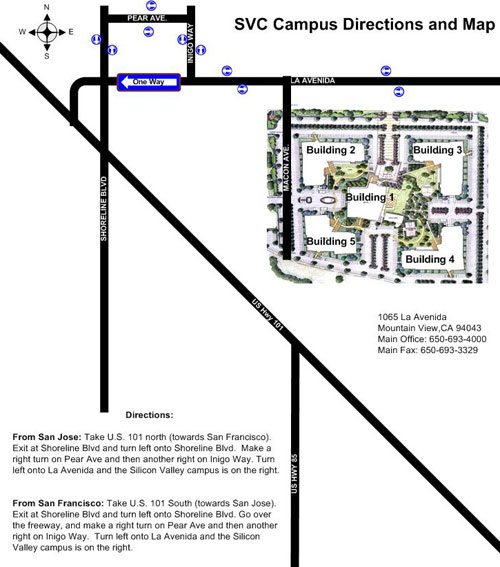 SVC Campus Directions and Map
N
W
E
S
PEAR AVE.
INIGO WAY
One Way
LA AVENIDA
MACON AVE.
SHORELINE BLVD
Building 2
Building 3
Building 1
Building 5
Building 4
US Hwy 101
US HWY 85
1065 La Avenida
Mountain View,CA 94043
Main Office: 650-693-4000
Main Fax: 650-693-3329
Directions:
From San Jose: Take U.S. 101 north (towards San Francisco).
Exit at Shoreline Blvd and turn left onto Shoreline Blvd. Make a
right turn on Pear Ave and then another right on Inigo Way. Turn
left onto La Avenida and the Silicon Valley campus is on the right.
From San Francisco: Take U.S. 101 South (towards San Jose).
Exit at Shoreline Blvd and turn left onto Shoreline Blvd. Go over
the freeway, and make a right turn on Pear Ave and then another
right on Inigo Way. Turn left onto La Avenida and the Silicon
Valley campus is on the right.